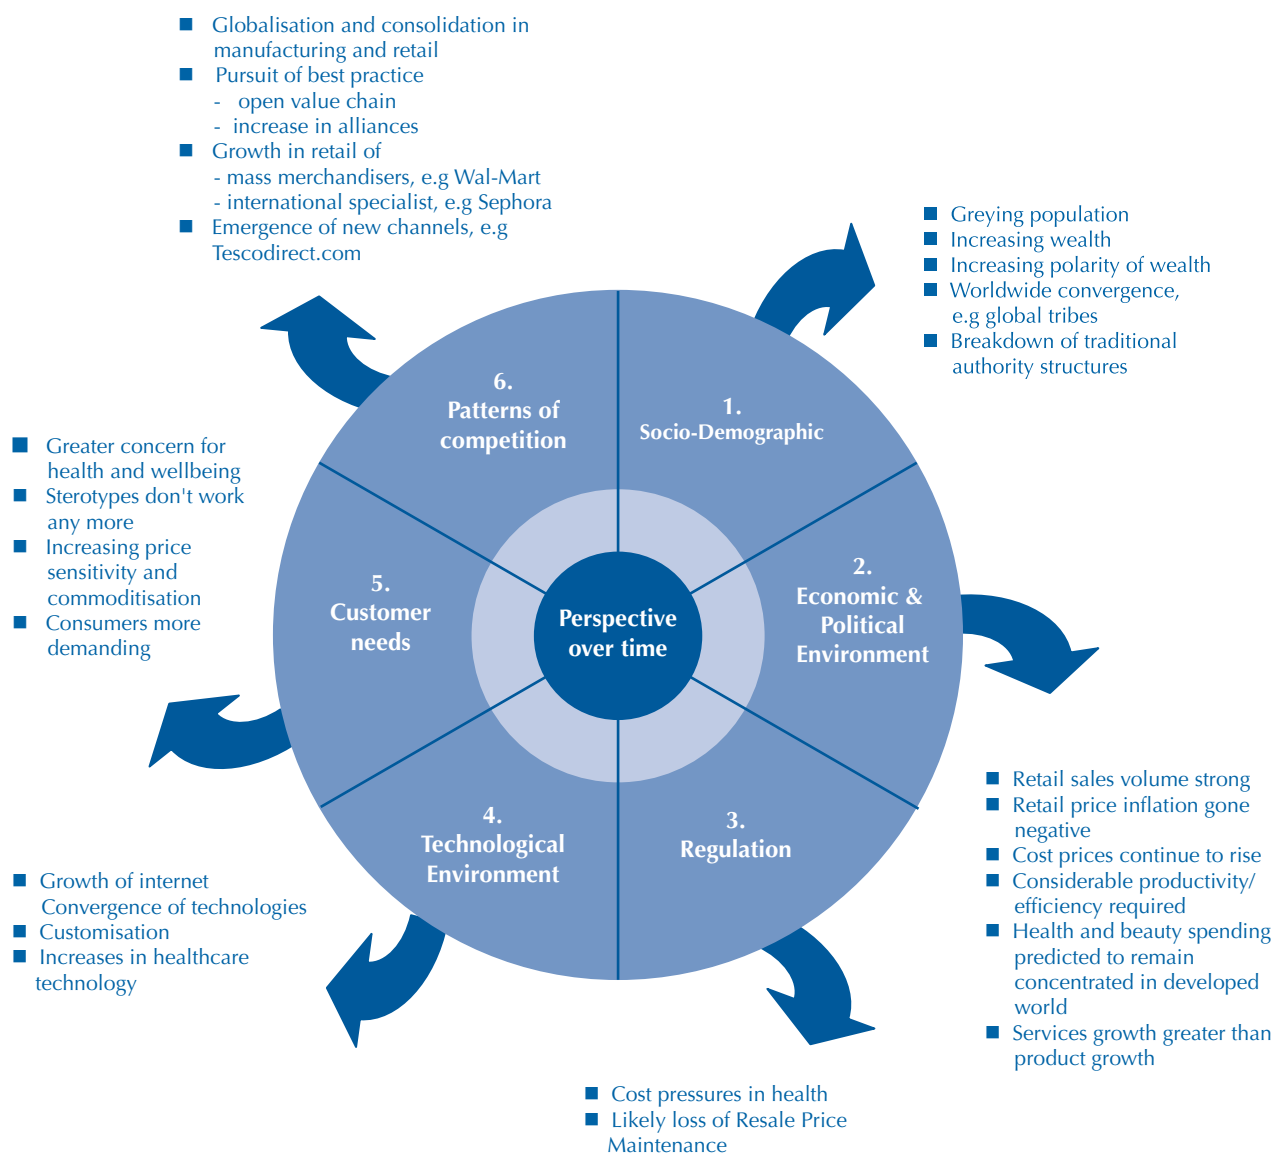 Globalisation and consolidation in
manufacturing and retail
Pursuit of best practice
- open value chain
- increase in alliances
Growth in retail of
- mass merchandisers, e.g Wal-Mart
- international specialist, e.g Sephora
Emergence of new channels, e.g
Tescodirect.com
Greying population
Increasing wealth
Increasing polarity of wealth
Worldwide convergence,
e.g global tribes
Breakdown of traditional
authority structures
6.
Patterns of
competition
1.
Socio-Demographic
Greater concern for
health and wellbeing
Sterotypes don't work
any more
Increasing price
sensitivity and
commoditisation
Consumers more
demanding
5.
Customer
needs
Perspective
over time
2.
Economic &
Political
Environment
4.
Technological
Environment
3.
Regulation
Retail sales volume strong
Retail price inflation gone
negative
Cost prices continue to rise
Considerable productivity/
efficiency required
Health and beauty spending
predicted to remain
concentrated in developed
world
Services growth greater than
product growth
Growth of internet
Convergence of technologies
Customisation
Increases in healthcare
technology
Cost pressures in health
Likely loss of Resale Price
Maintenance